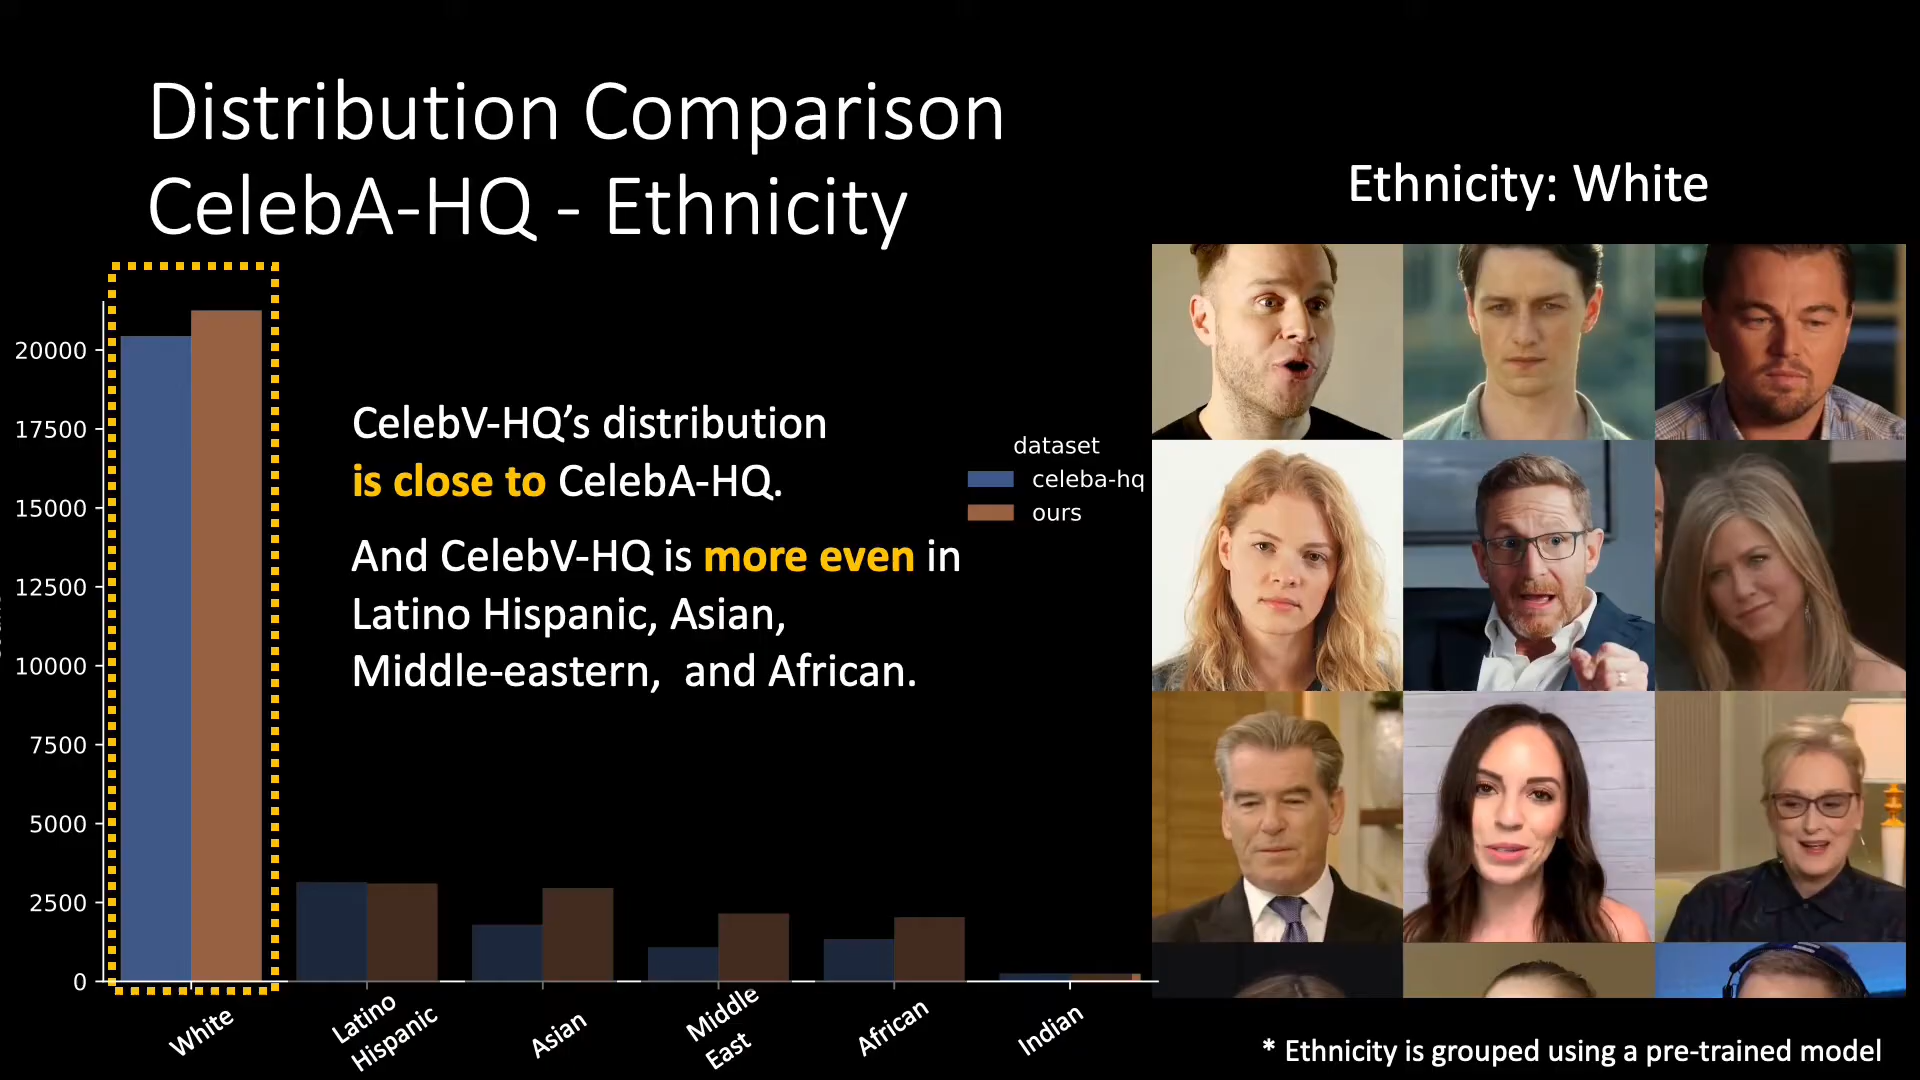 Distribution Comparison
CelebA-HQ - Ethnicity
Ethnicity: White
20000
17500
15000
12500
10000
7500
5000
2500
0
CelebV-HQ’s distribution
is close to CelebA-HQ.
And CelebV-HQ is more even in
Latino Hispanic, Asian,
Middle-eastern,  and African.
dataset
celeba-hq
ours
White
Latino
Hispanic
Asian
Middle
East
African
Indian
* Ethnicity is grouped using a pre-trained model